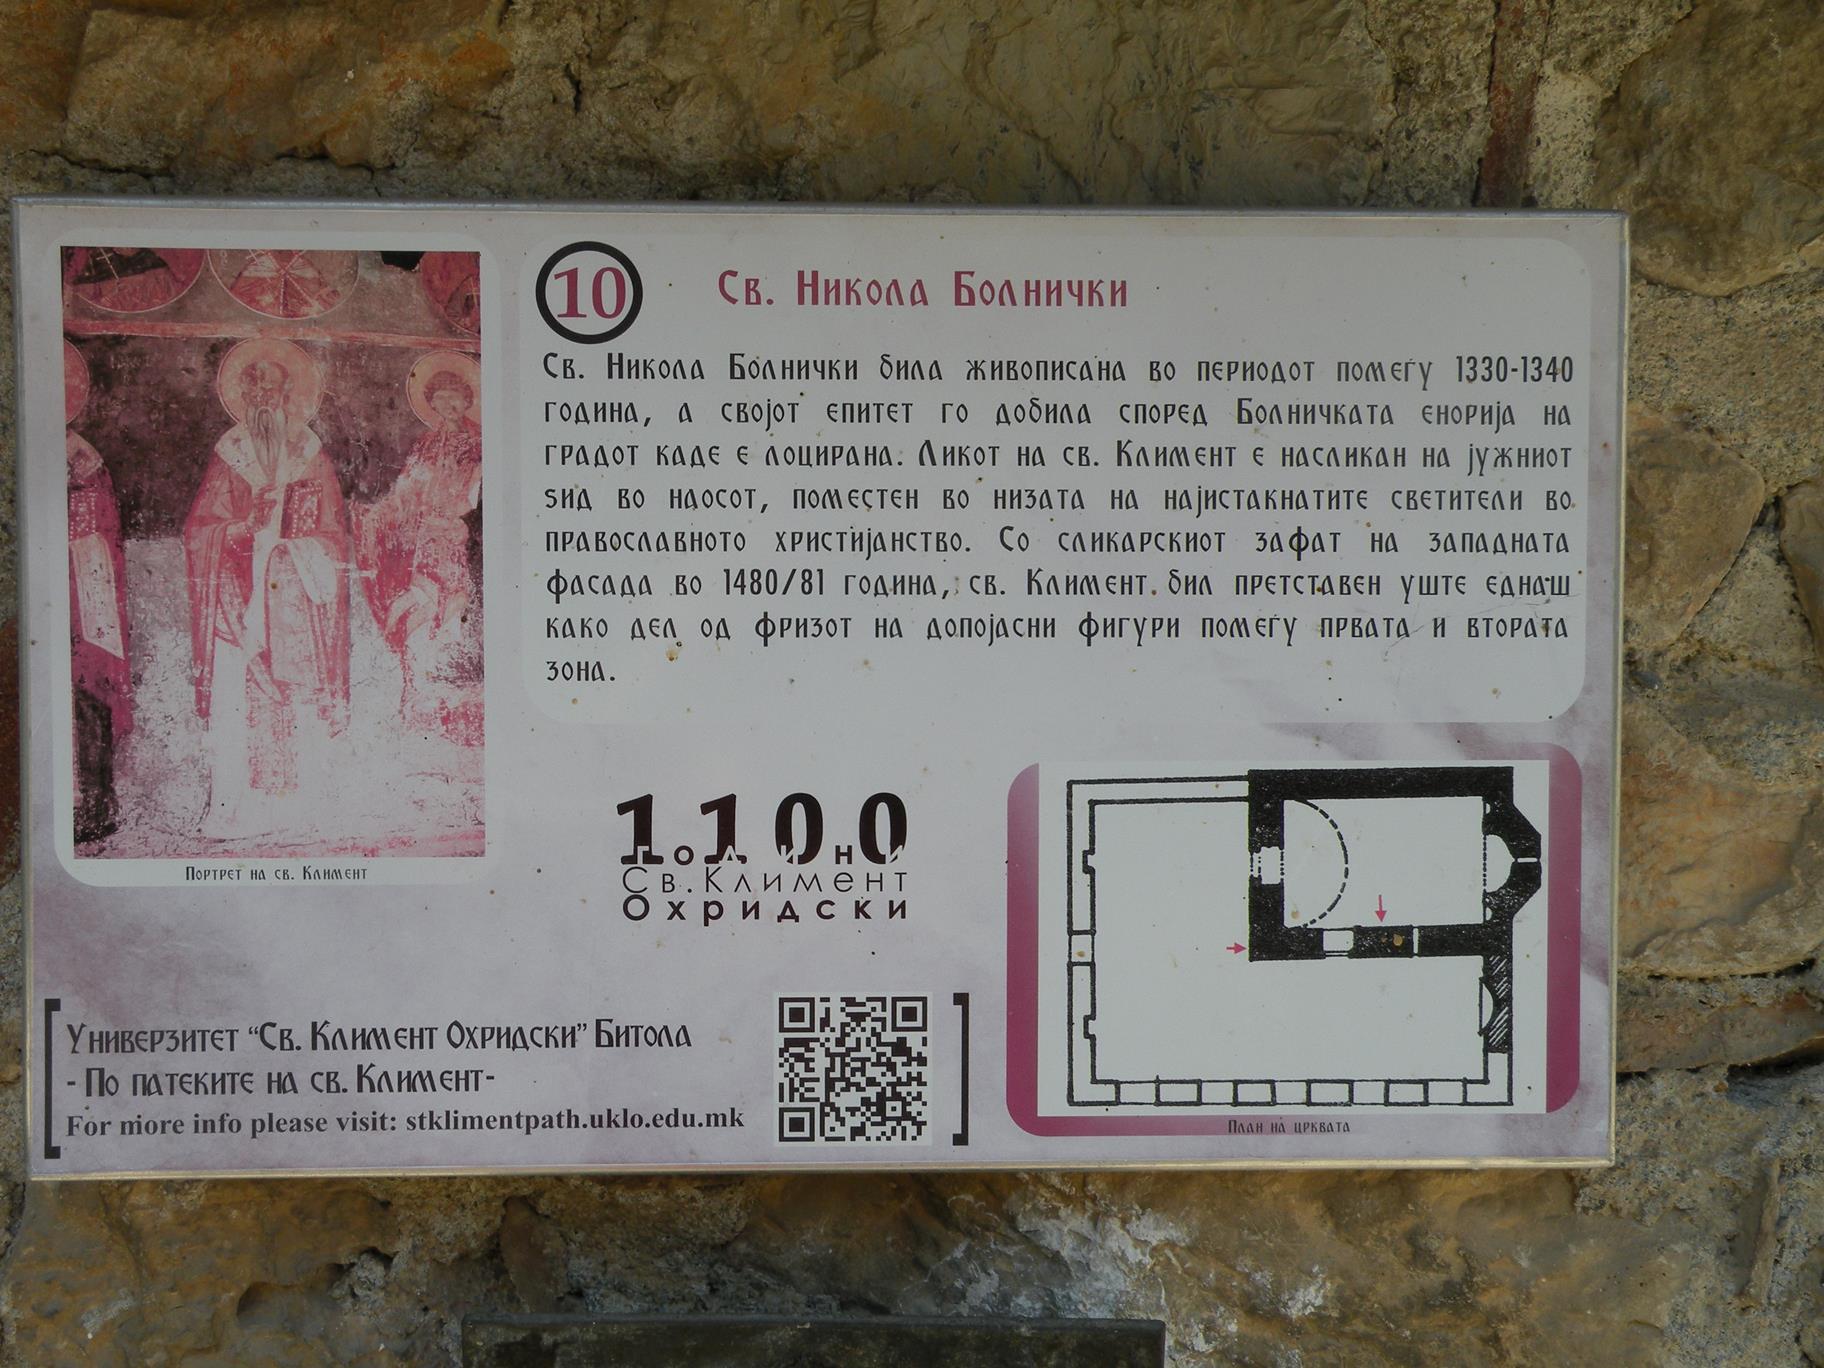 10
Св. Никола Болнички
Св. Никола Болнички била живописана во периодот помеѓу 1330-1340
година, а својот епитет го добила според Болничката енорија на
градот каде е лоцирана. Ликот на св. Климент е насликан на јужниот
ѕид во наосот, поместен во низата на најистакнатите светители во
православното христијанство. Со сликарскиот зафат на западната
фасада во 1480/81 година, св. Климент бил претставен уште еднаш
како дел од фризот на допојасни фигури помеѓу првата и втората
зона.
Портрет на св. Климент
1100
години
Св. Климент
Охридски
Универзитет “Св. Климент Охридски” Битола
- По патеките на св. Климент-
For more info please visit: stklimentpath.uklo.edu.mk
План на црквата